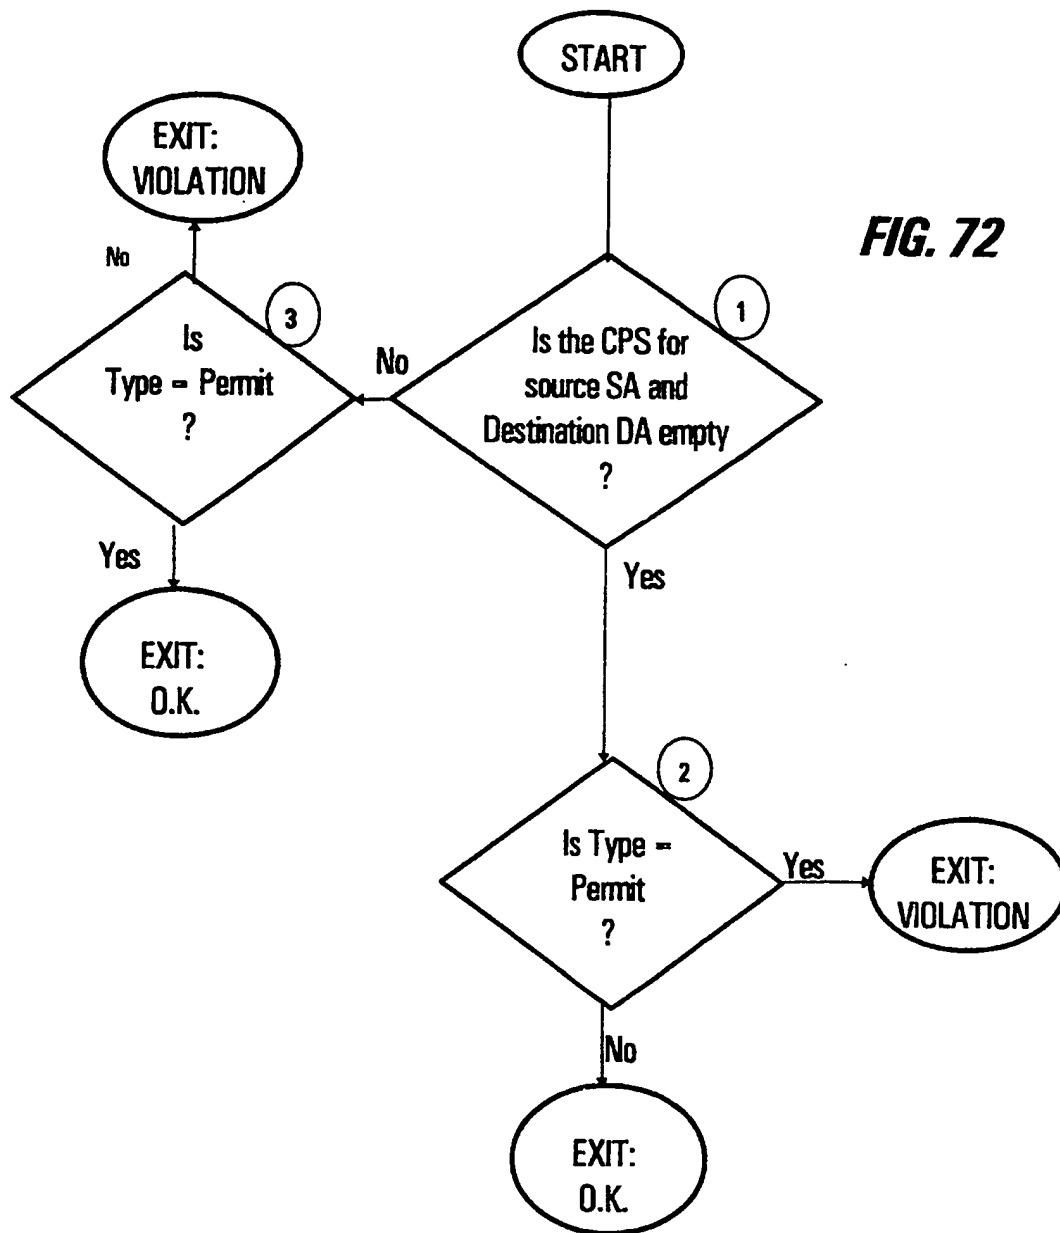 START
EXIT:
VIOLATION
FIG. 72
No
3
1
Is
Type = Permit
?
No
Is the CPS for
source SA and
Destination DA empty
?
Yes
Yes
EXIT:
O.K.
2
Is Type =
Permit
?
Yes
EXIT:
VIOLATION
No
EXIT:
O.K.